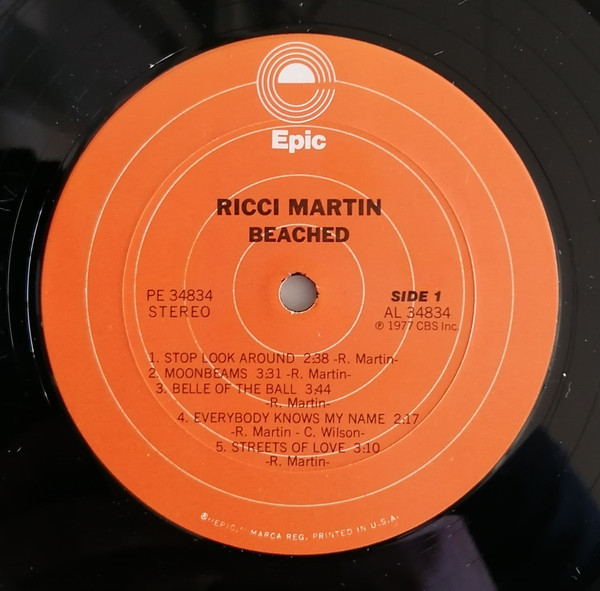 Epic
RICCI MARTIN
BEACHED
PE 34834
STEREO
SIDE 1
AL 34834
℗ 1977 CBS Inc.
1. STOP LOOK AROUND 2:38 -R. Martin-
2. MOONBEAMS 3:31 -R. Martin-
3. BELLE OF THE BALL 3:44
-R. Martin-
4. EVERYBODY KNOWS MY NAME 2:17
-R. Martin - C. Wilson-
5. STREETS OF LOVE 3:10
-R. Martin-
®"EPIC," MARCA REG. PRINTED IN U.S.A.